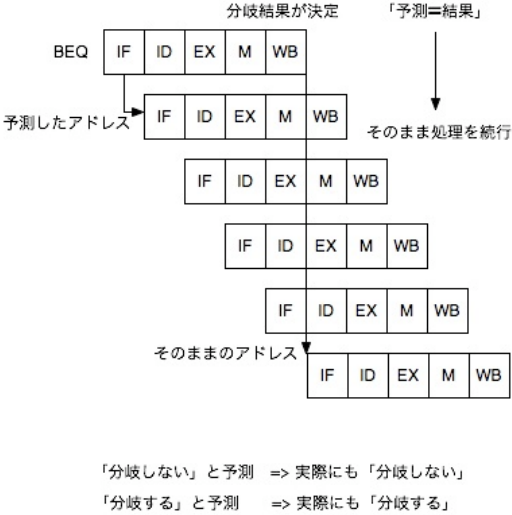 分岐結果が決定 「予測＝結果」
BEQ IF ID EX M WB
予測したアドレス IF ID EX M WB
そのまま処理を続行
IF ID EX M WB
IF ID EX M WB
IF ID EX M WB
そのままのアドレス
IF ID EX M WB
「分岐しない」と予測 => 実際にも「分岐しない」
「分岐する」と予測 => 実際にも「分岐する」